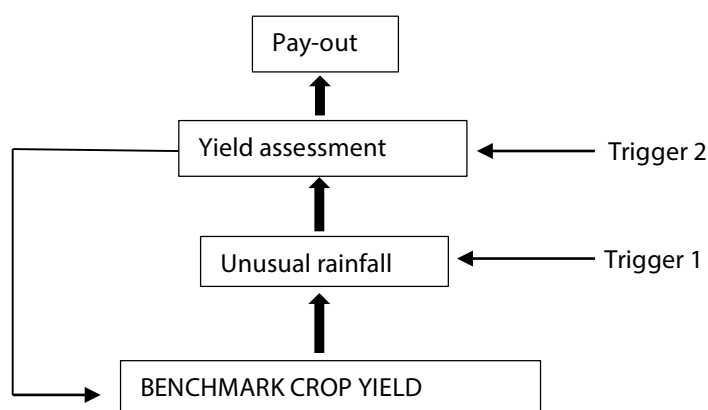 Pay-out
Yield assessment
Trigger 2
Unusual rainfall
Trigger 1
BENCHMARK CROP YIELD